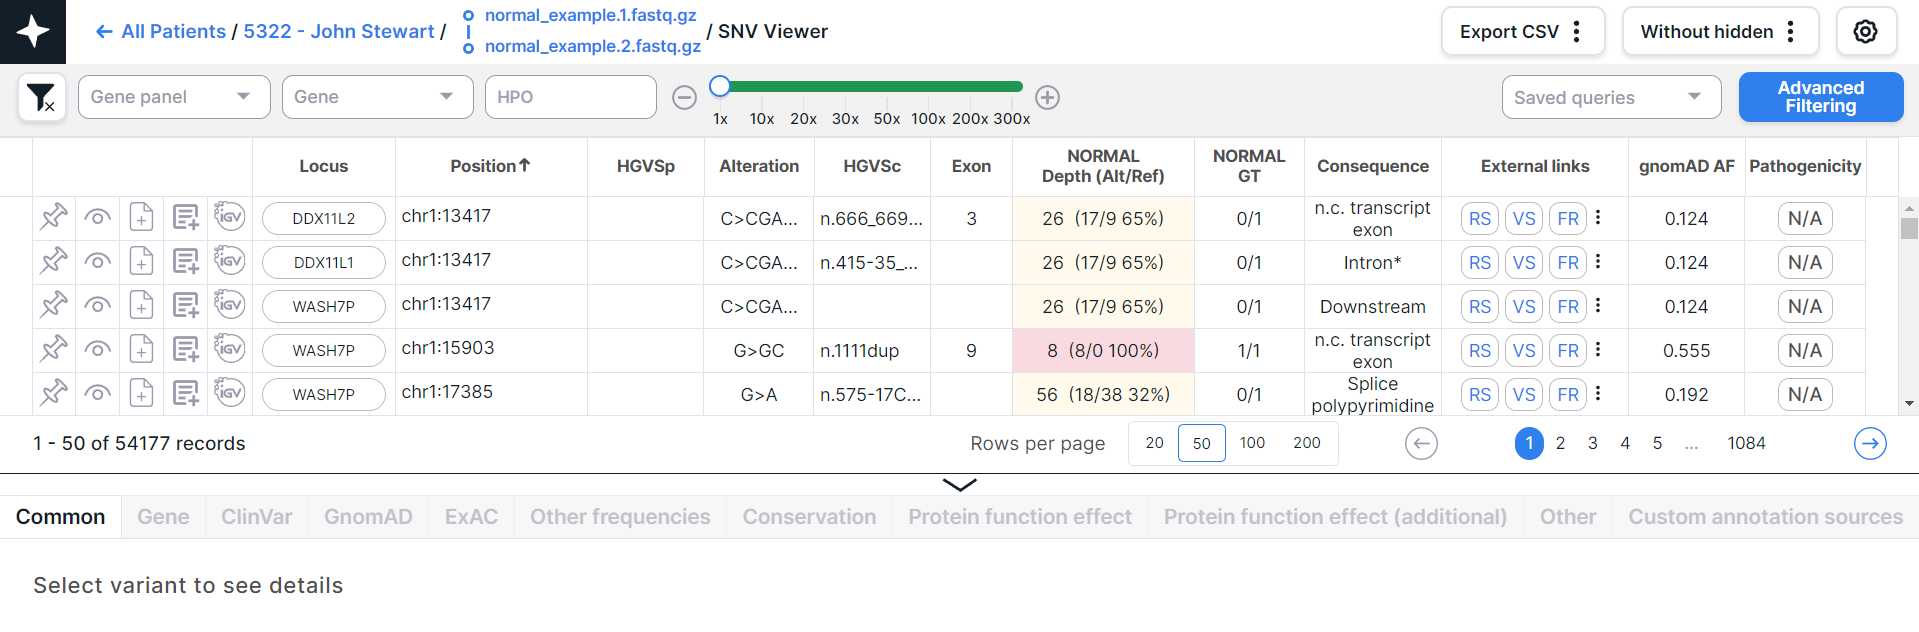 ← All Patients / 5322 - John Stewart / normal_example.1.fastq.gz
normal_example.2.fastq.gz / SNV Viewer
Export CSV
Without hidden
Gene panel
Gene
HPO
1x 10x 20x 30x 50x 100x 200x 300x
Saved queries
Advanced
Filtering
Locus Position↑ HGVSp Alteration HGVSc Exon NORMAL Depth (Alt/Ref) NORMAL GT Consequence External links gnomAD AF Pathogenicity
IGV DDX11L2 chr1:13417 C>CGA... n.666_669... 3 26 (17/9 65%) 0/1 n.c. transcript exon RS VS FR 0.124 N/A
IGV DDX11L1 chr1:13417 C>CGA... n.415-35_... 26 (17/9 65%) 0/1 Intron* RS VS FR 0.124 N/A
IGV WASH7P chr1:13417 C>CGA... 26 (17/9 65%) 0/1 Downstream RS VS FR 0.124 N/A
IGV WASH7P chr1:15903 G>GC n.1111dup 9 8 (8/0 100%) 1/1 n.c. transcript exon RS VS FR 0.555 N/A
IGV WASH7P chr1:17385 G>A n.575-17C... 56 (18/38 32%) 0/1 Splice polypyrimidine RS VS FR 0.192 N/A
1 - 50 of 54177 records Rows per page 20 50 100 200 ← 1 2 3 4 5 ... 1084 →
Common Gene ClinVar GnomAD ExAC Other frequencies Conservation Protein function effect Protein function effect (additional) Other Custom annotation sources
Select variant to see details